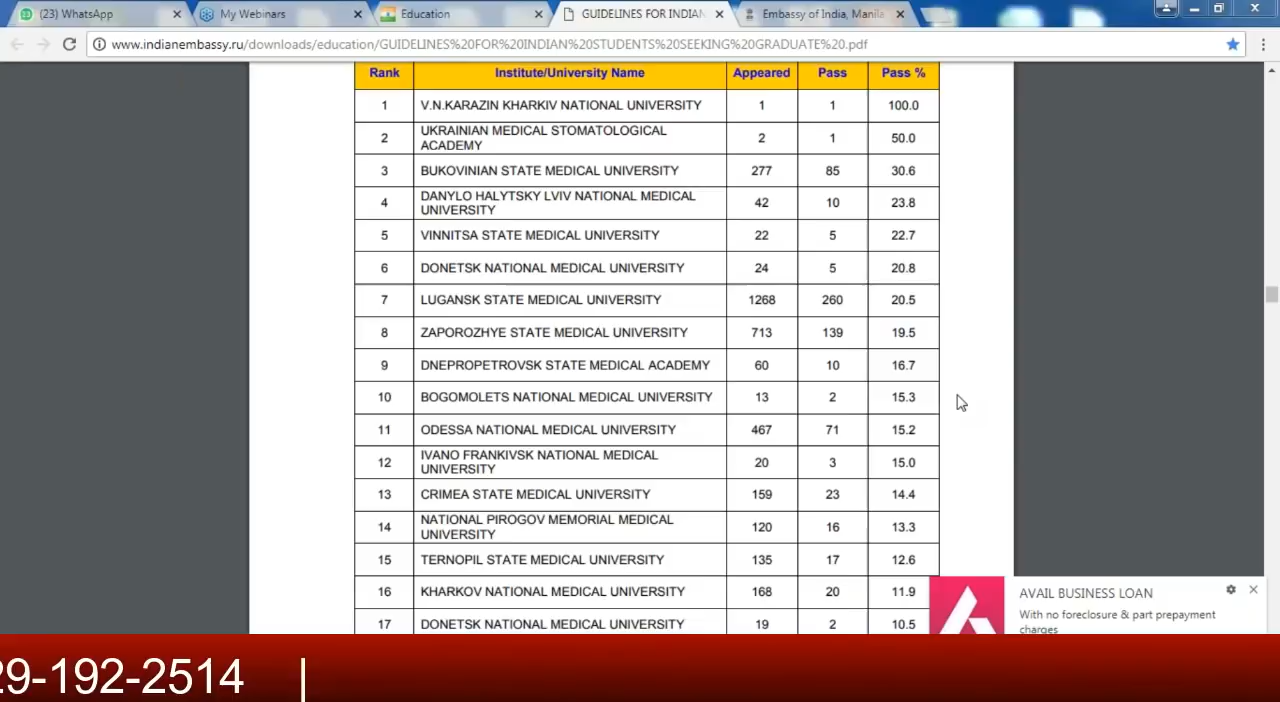 (23) WhatsApp
My Webinars
Education
GUIDELINES FOR INDIAN
Embassy of India, Manila
www.indianembassy.ru/downloads/education/GUIDELINES%20FOR%20INDIAN%20STUDENTS%20SEEKING%20GRADUATE%20.pdf
Rank Institute/University Name Appeared Pass Pass %
1 V.N.KARAZIN KHARKIV NATIONAL UNIVERSITY 1 1 100.0
2 UKRAINIAN MEDICAL STOMATOLOGICAL
ACADEMY 2 1 50.0
3 BUKOVINIAN STATE MEDICAL UNIVERSITY 277 85 30.6
4 DANYLO HALYTSKY LVIV NATIONAL MEDICAL
UNIVERSITY 42 10 23.8
5 VINNITSA STATE MEDICAL UNIVERSITY 22 5 22.7
6 DONETSK NATIONAL MEDICAL UNIVERSITY 24 5 20.8
7 LUGANSK STATE MEDICAL UNIVERSITY 1268 260 20.5
8 ZAPOROZHYE STATE MEDICAL UNIVERSITY 713 139 19.5
9 DNEPROPETROVSK STATE MEDICAL ACADEMY 60 10 16.7
10 BOGOMOLETS NATIONAL MEDICAL UNIVERSITY 13 2 15.3
11 ODESSA NATIONAL MEDICAL UNIVERSITY 467 71 15.2
12 IVANO FRANKIVSK NATIONAL MEDICAL
UNIVERSITY 20 3 15.0
13 CRIMEA STATE MEDICAL UNIVERSITY 159 23 14.4
14 NATIONAL PIROGOV MEMORIAL MEDICAL
UNIVERSITY 120 16 13.3
15 TERNOPIL STATE MEDICAL UNIVERSITY 135 17 12.6
16 KHARKOV NATIONAL MEDICAL UNIVERSITY 168 20 11.9
17 DONETSK NATIONAL MEDICAL UNIVERSITY 19 2 10.5
AVAIL BUSINESS LOAN
With no foreclosure & part prepayment
charges
29-192-2514 |